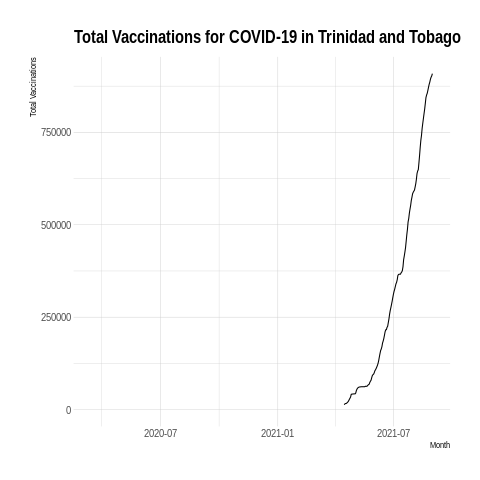 Total Vaccinations for COVID-19 in Trinidad and Tobago
Total Vaccinations
750000
500000
250000
0
2020-07 2021-01 2021-07
Month